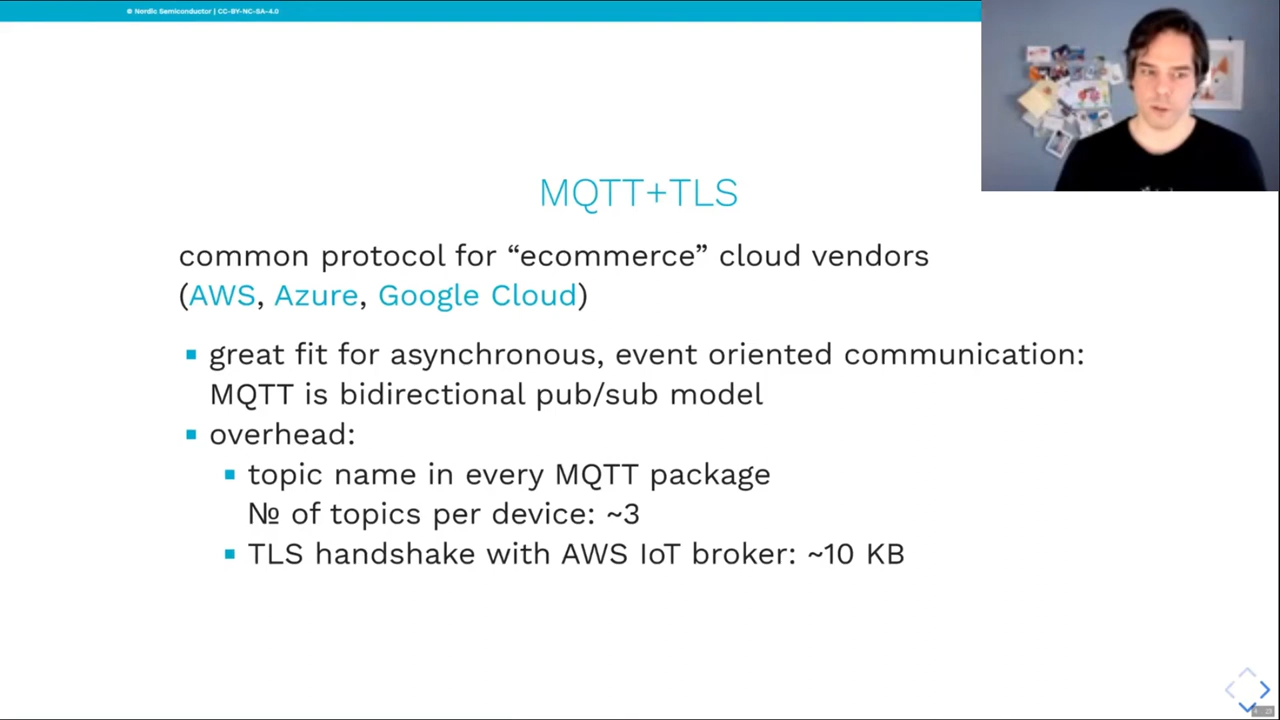 © Nordic Semiconductor | CC-BY-NC-SA-4.0
MQTT+TLS
common protocol for “ecommerce” cloud vendors
(AWS, Azure, Google Cloud)
great fit for asynchronous, event oriented communication:
MQTT is bidirectional pub/sub model
overhead:
topic name in every MQTT package
№ of topics per device: ~3
TLS handshake with AWS IoT broker: ~10 KB